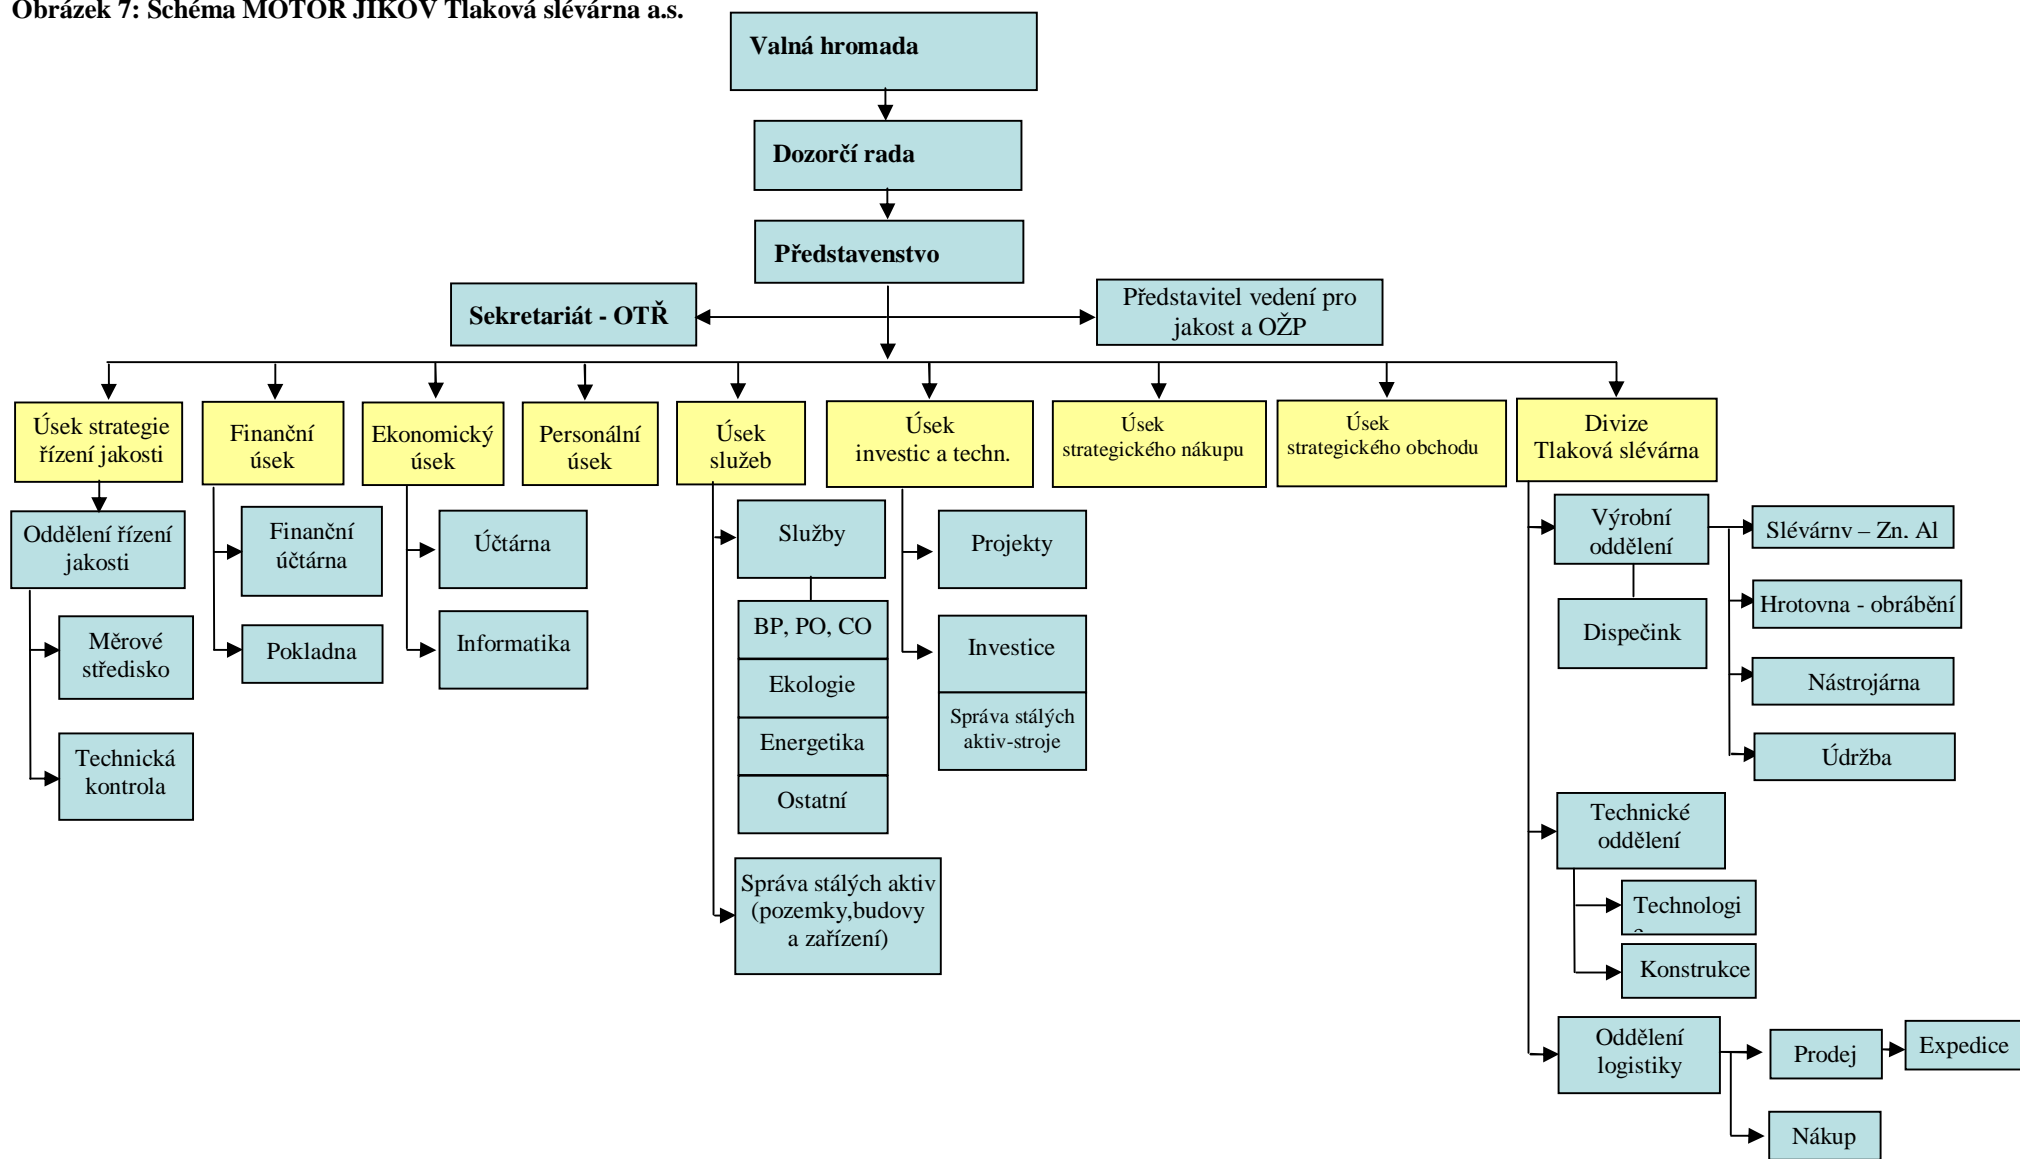 Obrázek 7: Schéma MOTOR JIKOV Tlaková slévárna a.s.
Valná hromada
Dozorčí rada
Představenstvo
Sekretariát - OTŘ
Představitel vedení pro
jakost a OŽP
Úsek strategie
řízení jakosti
Finanční
úsek
Ekonomický
úsek
Personální
úsek
Úsek
služeb
Úsek
investic a techn.
Úsek
strategického nákupu
Úsek
strategického obchodu
Divize
Tlaková slévárna
Oddělení řízení
jakosti
Měrové
středisko
Technická
kontrola
Finanční
účtárna
Pokladna
Účtárna
Informatika
Služby
BP, PO, CO
Ekologie
Energetika
Ostatní
Správa stálých aktiv
(pozemky,budovy
a zařízení)
Projekty
Investice
Správa stálých
aktiv-stroje
Výrobní
oddělení
Dispečink
Slévárny – Zn. Al
Hrotovna - obrábění
Nástrojárna
Údržba
Technické
oddělení
Technologi
Konstrukce
Oddělení
logistiky
Prodej
Expedice
Nákup